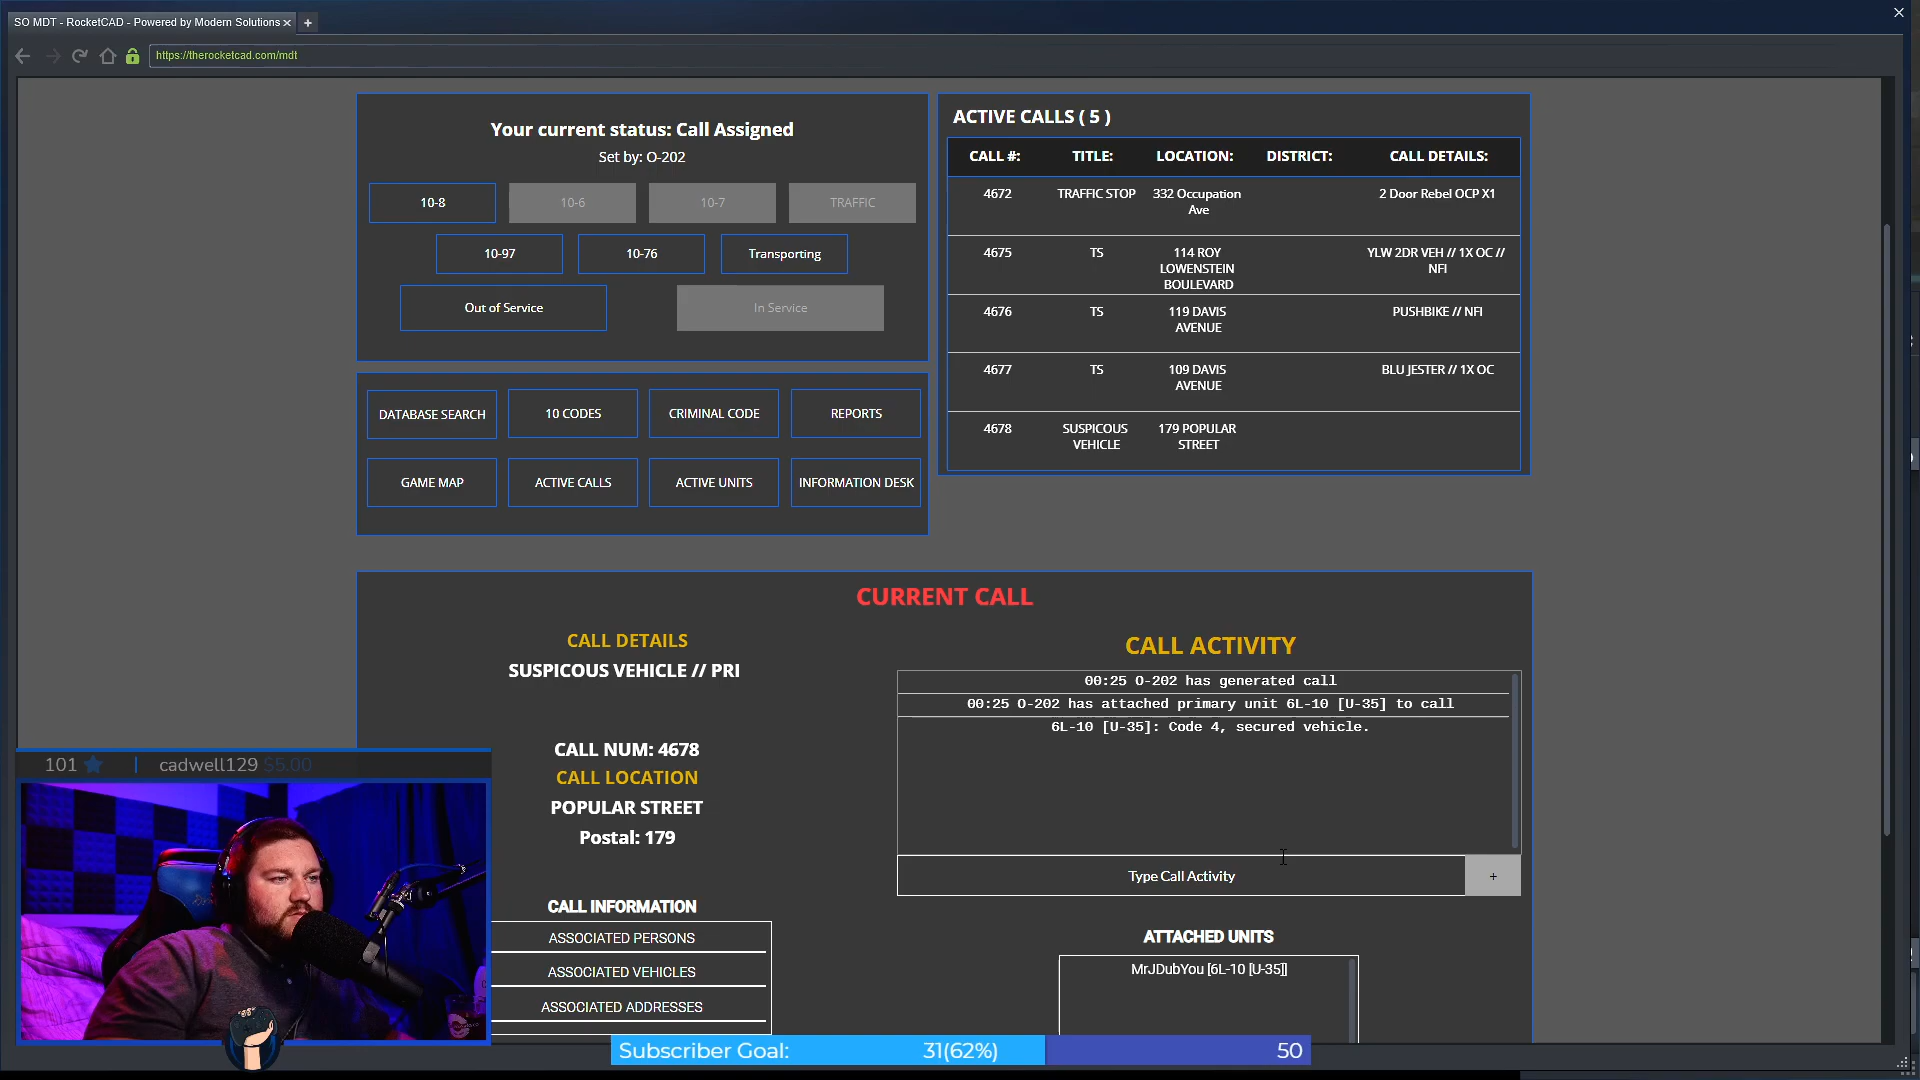 SO MDT - RocketCAD - Powered by Modern Solutions
https://therocketcad.com/mdt
Your current status: Call Assigned
Set by: O-202
10-8
10-6
10-7
TRAFFIC
10-97
10-76
Transporting
Out of Service
In Service
DATABASE SEARCH
10 CODES
CRIMINAL CODE
REPORTS
GAME MAP
ACTIVE CALLS
ACTIVE UNITS
INFORMATION DESK
ACTIVE CALLS ( 5 )
CALL #: TITLE: LOCATION: DISTRICT: CALL DETAILS:
4672 TRAFFIC STOP 332 Occupation 2 Door Rebel OCP X1
Ave
4675 TS 114 ROY YLW 2DR VEH // 1X OC //
LOWENSTEIN NFI
BOULEVARD
4676 TS 119 DAVIS PUSHBIKE // NFI
AVENUE
4677 TS 109 DAVIS BLU JESTER // 1X OC
AVENUE
4678 SUSPICOUS 179 POPULAR
VEHICLE STREET
CURRENT CALL
CALL DETAILS
SUSPICOUS VEHICLE // PRI
CALL NUM: 4678
CALL LOCATION
POPULAR STREET
Postal: 179
CALL INFORMATION
ASSOCIATED PERSONS
ASSOCIATED VEHICLES
ASSOCIATED ADDRESSES
CALL ACTIVITY
00:25 O-202 has generated call
00:25 O-202 has attached primary unit 6L-10 [U-35] to call
6L-10 [U-35]: Code 4, secured vehicle.
Type Call Activity
+
ATTACHED UNITS
MrJDubYou [6L-10 [U-35]]
101
cadwell129 $5.00
Subscriber Goal: 31(62%) 50